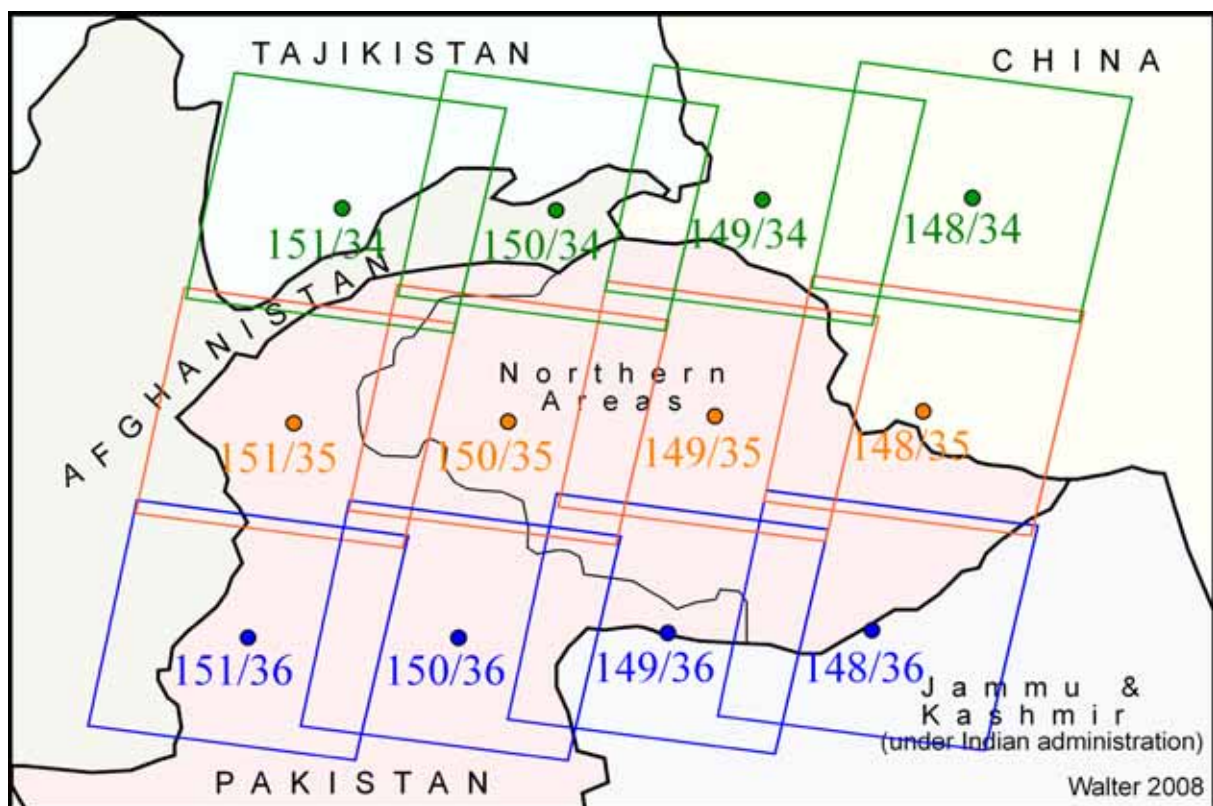 TAJIKISTAN
CHINA
151/34
150/34
149/34
148/34
AFGHANISTAN
Northern
Areas
151/35
150/35
149/35
148/35
151/36
150/36
149/36
148/36
Jammu &
Kashmir
(under Indian administration)
PAKISTAN
Walter 2008